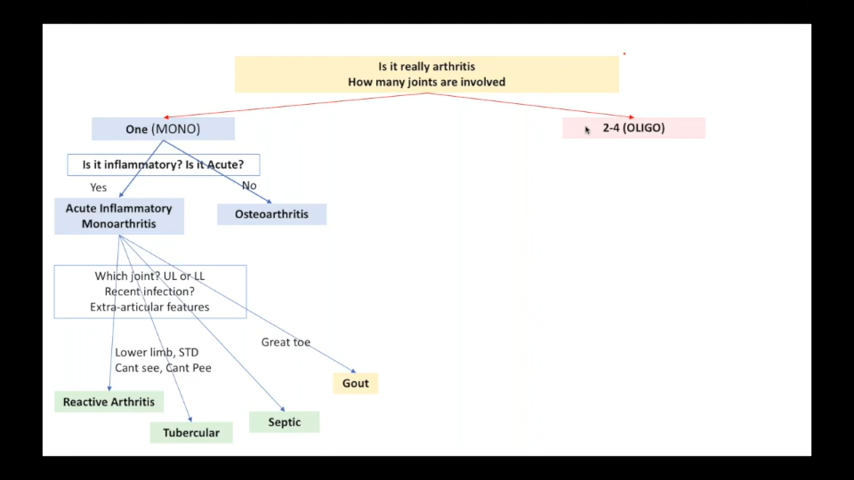 Is it really arthritis
How many joints are involved
One (MONO)
2-4 (OLIGO)
Is it inflammatory? Is it Acute?
Yes
No
Acute Inflammatory
Monoarthritis
Osteoarthritis
Which joint? UL or LL
Recent infection?
Extra-articular features
Lower limb, STD
Cant see, Cant Pee
Great toe
Gout
Reactive Arthritis
Septic
Tubercular